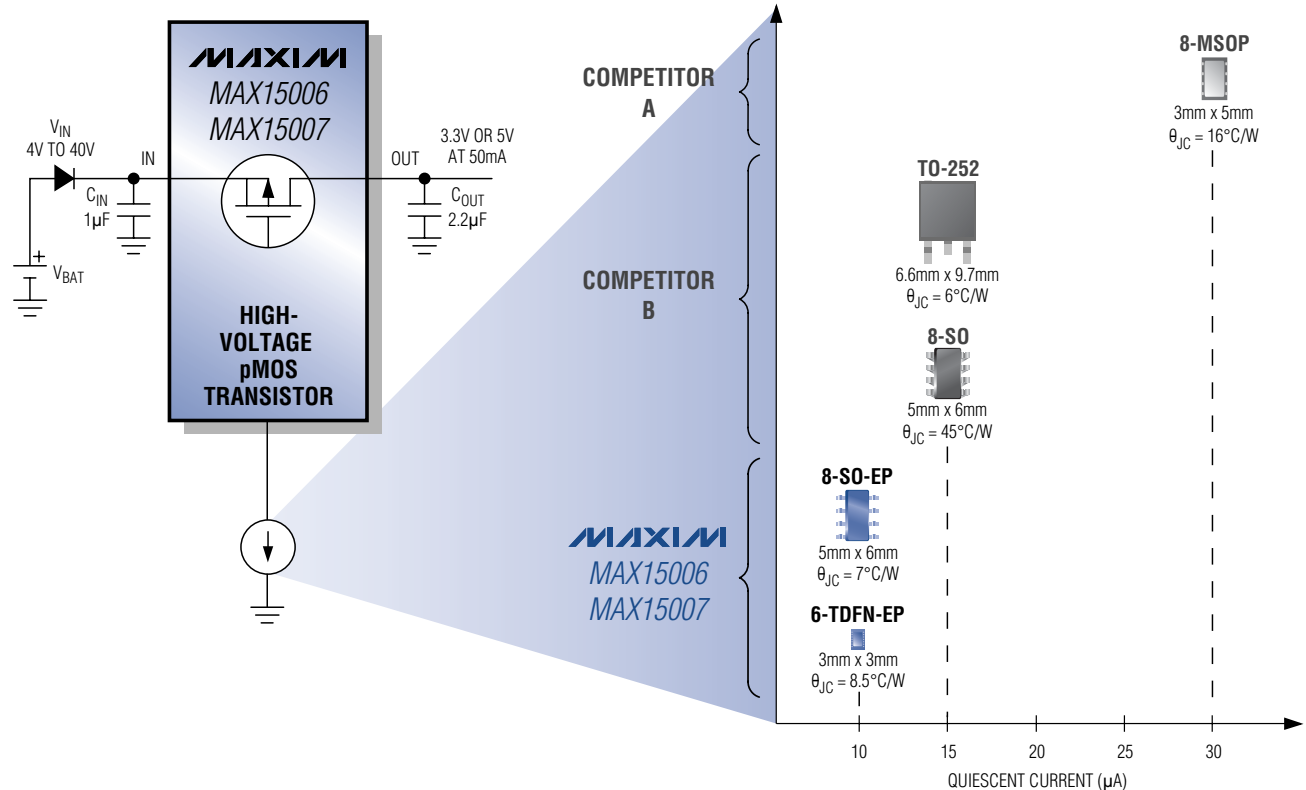 MAXIM
MAX15006
MAX15007
V_IN
4V TO 40V
IN
OUT
3.3V OR 5V
AT 50mA
C_IN
1µF
C_OUT
2.2µF
+
V_BAT
HIGH-
VOLTAGE
pMOS
TRANSISTOR
COMPETITOR
A
COMPETITOR
B
MAXIM
MAX15006
MAX15007
8-MSOP
3mm x 5mm
θ_JC = 16°C/W
TO-252
6.6mm x 9.7mm
θ_JC = 6°C/W
8-SO
5mm x 6mm
θ_JC = 45°C/W
8-SO-EP
5mm x 6mm
θ_JC = 7°C/W
6-TDFN-EP
3mm x 3mm
θ_JC = 8.5°C/W
10 15 20 25 30
QUIESCENT CURRENT (µA)